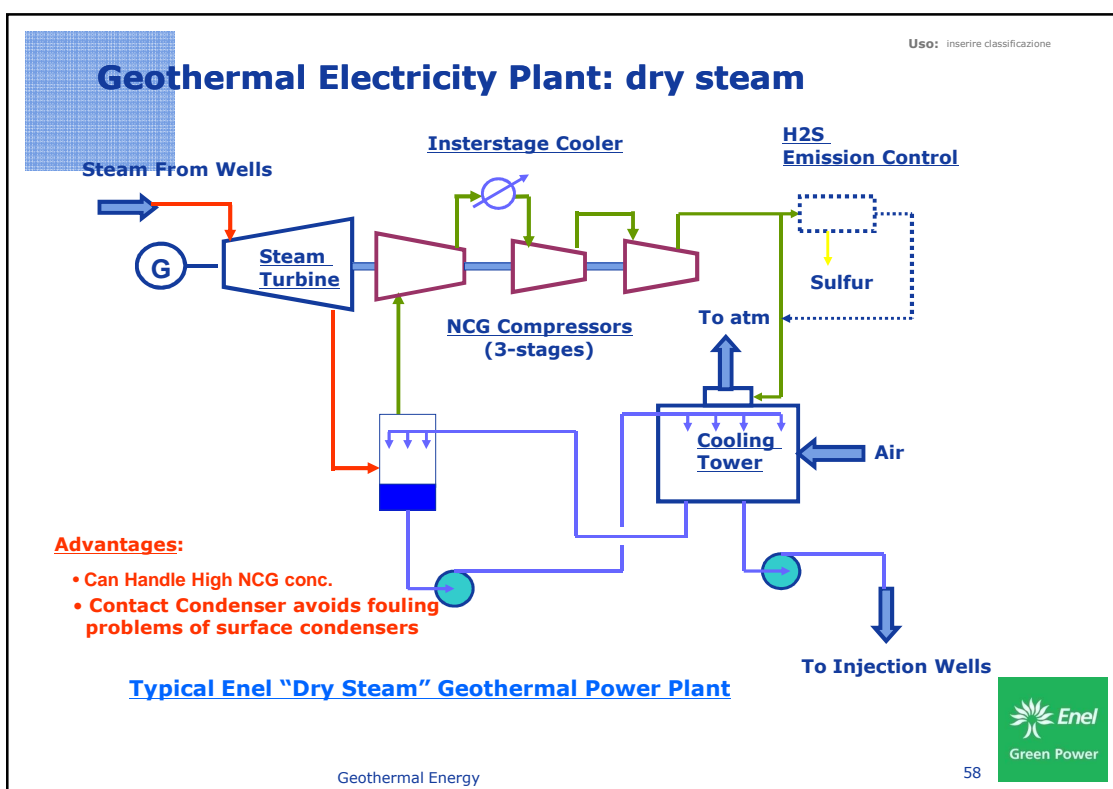 Uso: inserire classificazione
Geothermal Electricity Plant: dry steam
Insterstage Cooler
H2S
Emission Control
Steam From Wells
G
Steam
Turbine
Sulfur
NCG Compressors
(3-stages)
To atm
Cooling
Tower
Air
Advantages:
• Can Handle High NCG conc.
• Contact Condenser avoids fouling
problems of surface condensers
To Injection Wells
Typical Enel “Dry Steam” Geothermal Power Plant
Enel
Green Power
Geothermal Energy
58